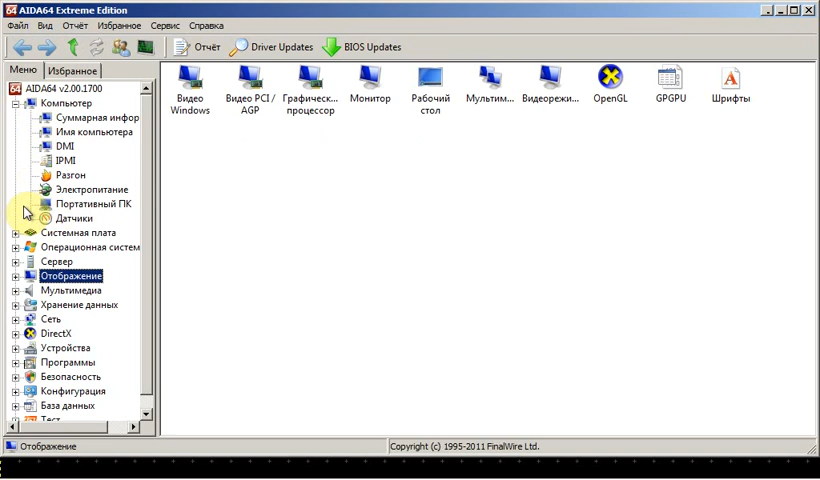 AIDA64 Extreme Edition
Файл Вид Отчёт Избранное Сервис Справка
Отчёт Driver Updates BIOS Updates
Меню Избранное
AIDA64 v2.00.1700
Компьютер
Суммарная инфор
Имя компьютера
DMI
IPMI
Разгон
Электропитание
Портативный ПК
Датчики
Системная плата
Операционная систем
Сервер
Отображение
Мультимедиа
Хранение данных
Сеть
DirectX
Устройства
Программы
Безопасность
Конфигурация
База данных
Тест
Видео Windows
Видео PCI / AGP
Графическ... процессор
Монитор
Рабочий стол
Мультим...
Видеорежи...
OpenGL
GPGPU
Шрифты
Отображение
Copyright (c) 1995-2011 FinalWire Ltd.